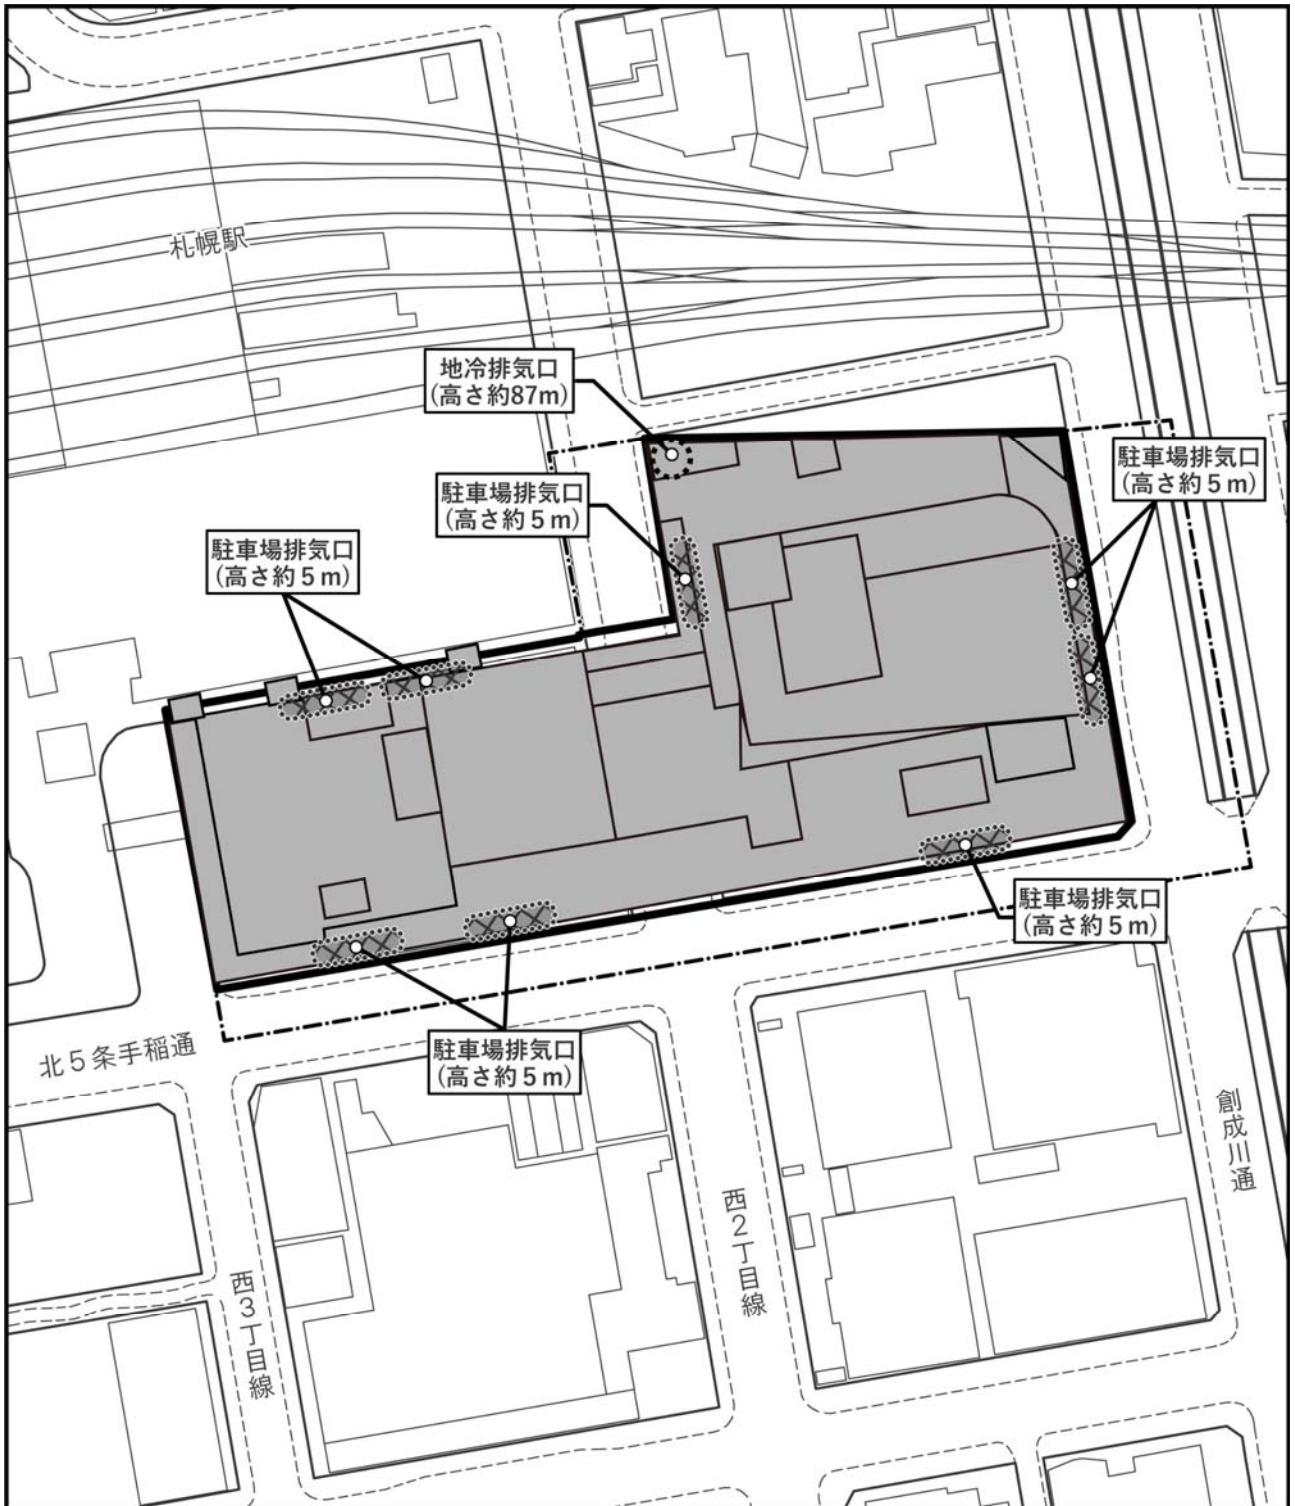 札幌駅
地冷排気口
(高さ約87m)
駐車場排気口
(高さ約5m)
駐車場排気口
(高さ約5m)
駐車場排気口
(高さ約5m)
駐車場排気口
(高さ約5m)
駐車場排気口
(高さ約5m)
北5条手稲通
創成川通
西2丁目線
西3丁目線